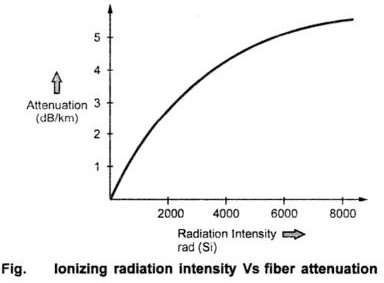 5
4
Attenuation 3
(dB/km)
2
1
2000 4000 6000 8000
Radiation Intensity
rad (Si)
Fig. Ionizing radiation intensity Vs fiber attenuation